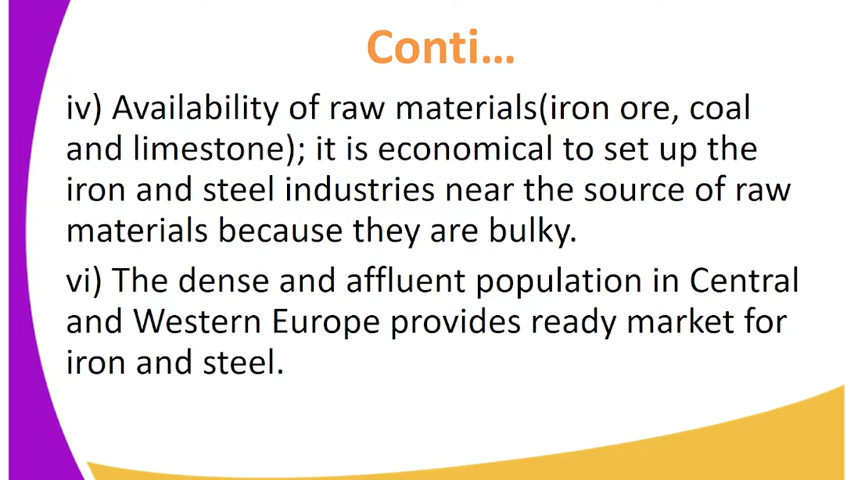 Conti...
iv) Availability of raw materials(iron ore, coal
and limestone); it is economical to set up the
iron and steel industries near the source of raw
materials because they are bulky.
vi) The dense and affluent population in Central
and Western Europe provides ready market for
iron and steel.